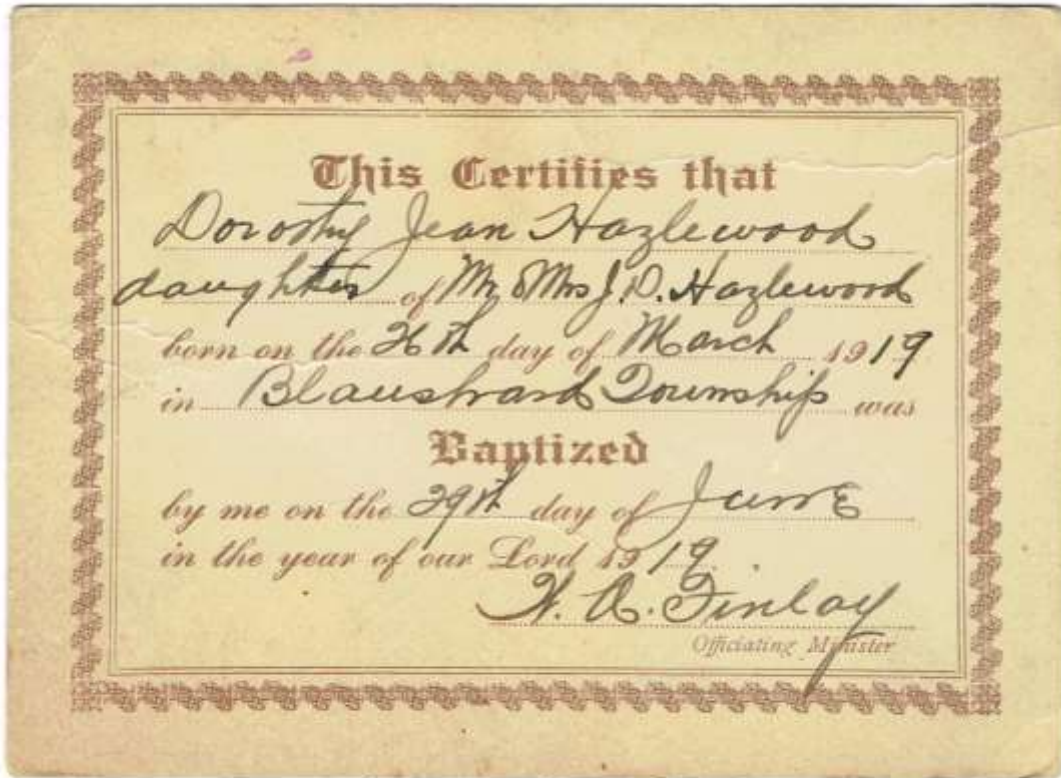 This Certifies that
Dorothy Jean Hazlewood
daughter of Mr & Mrs J. D. Hazlewood
born on the 26th day of March 1919
in Blanshard Township was
Baptized
by me on the 29th day of June
in the year of our Lord 1919
Finlay
Officiating Minister